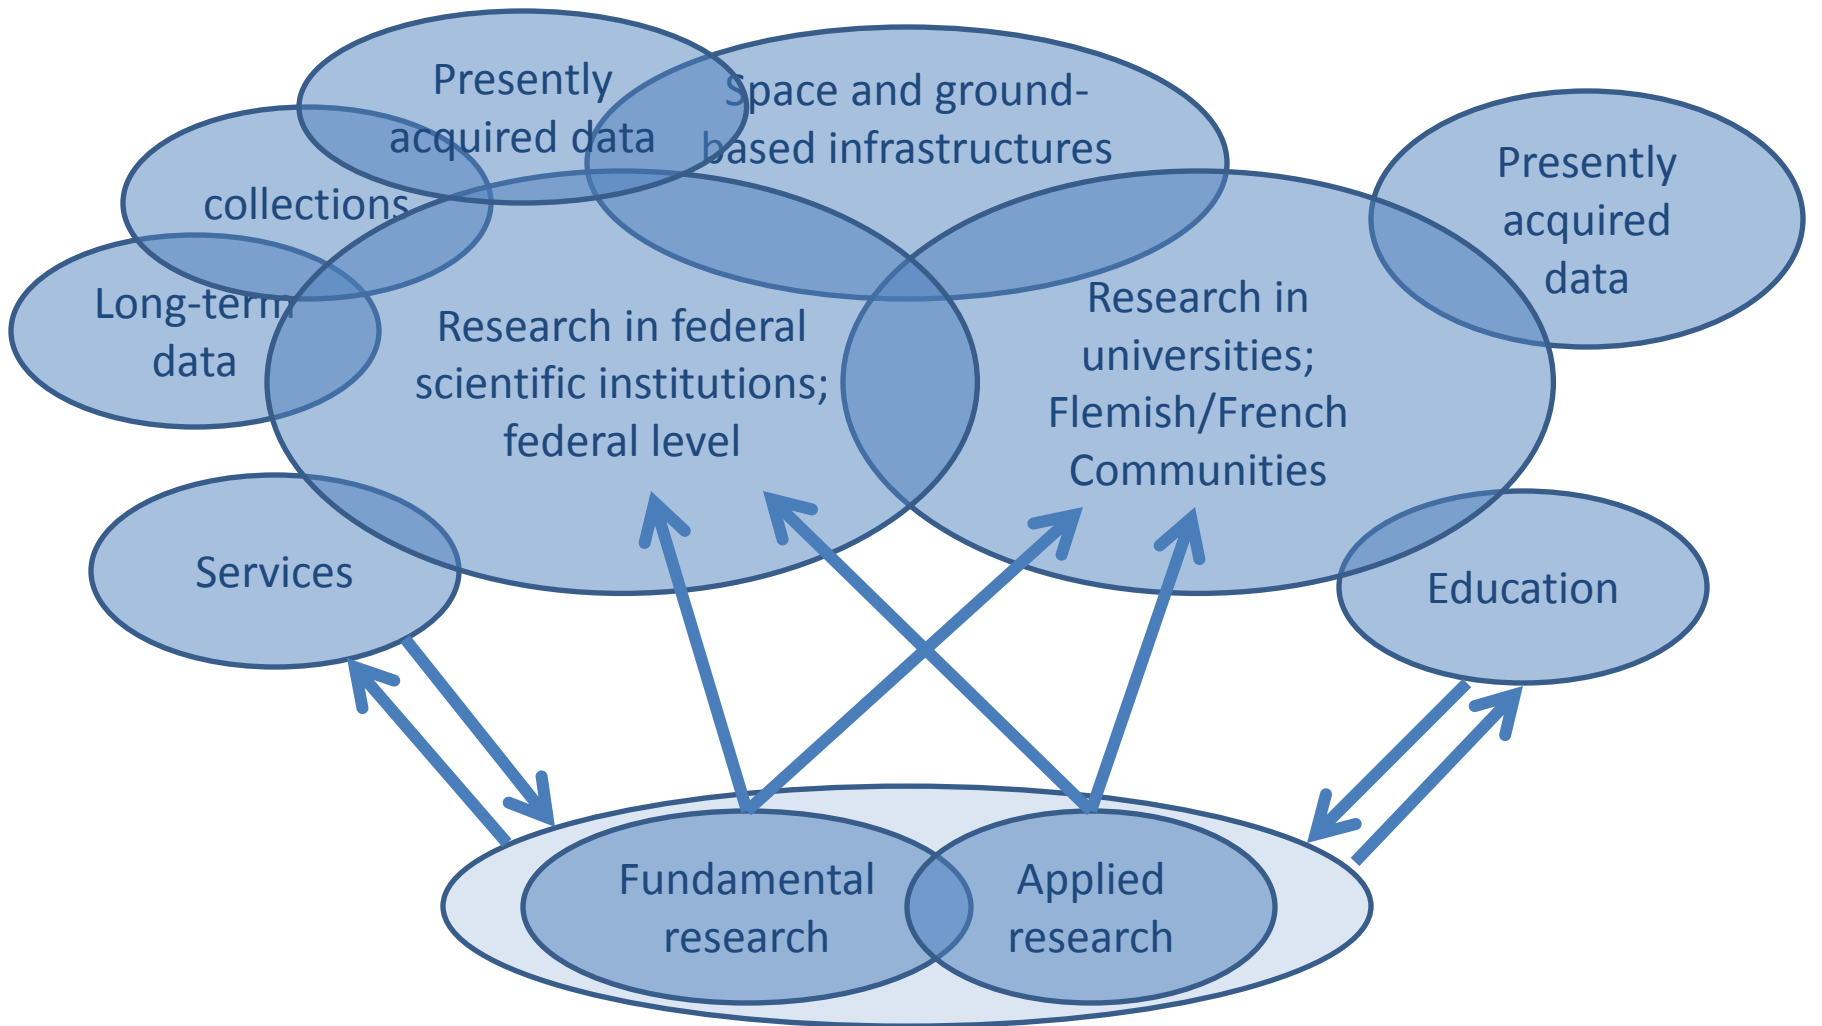 Presently
acquired data
Space and ground-
based infrastructures
Presently
acquired
data
collections
Long-term
data
Research in federal
scientific institutions;
federal level
Research in
universities;
Flemish/French
Communities
Services
Education
Fundamental
research
Applied
research